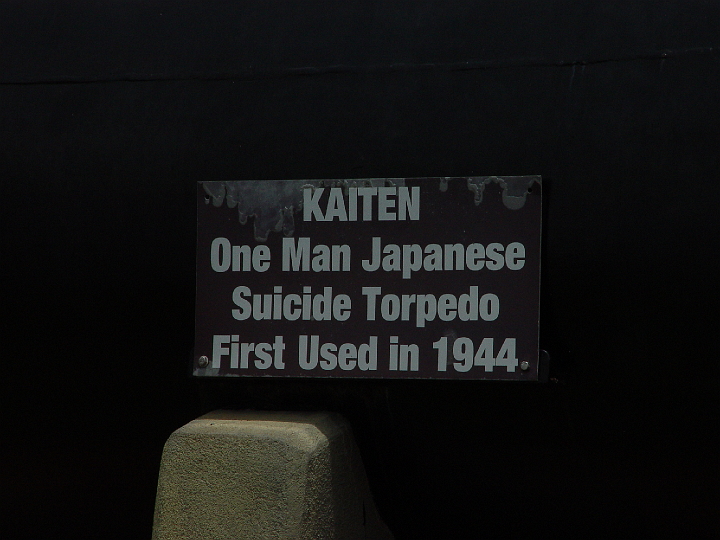 KAITEN
One Man Japanese
Suicide Torpedo
First Used in 1944